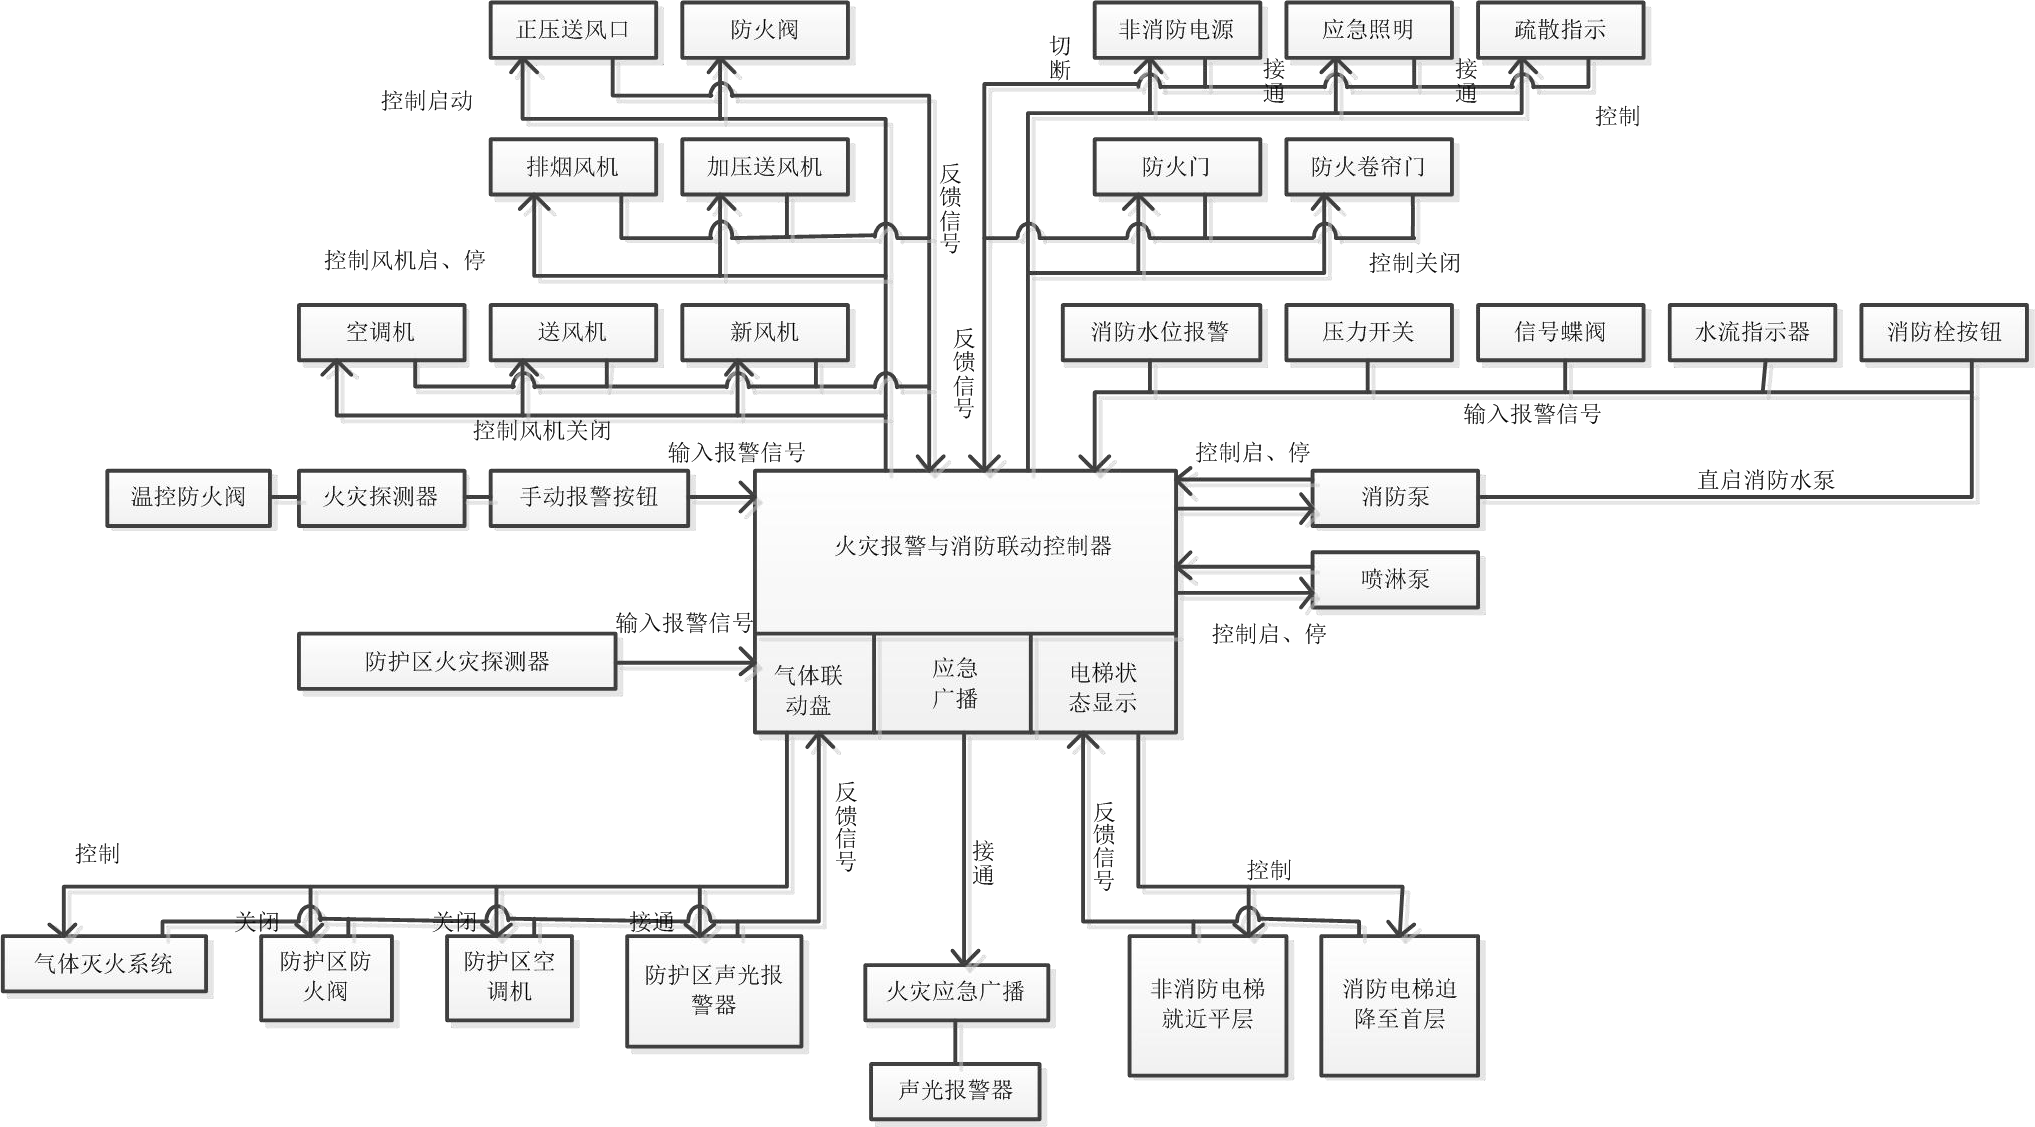 正压送风口
防火阀
非消防电源
应急照明
疏散指示
切断
接通
接通
控制启动
控制
排烟风机
加压送风机
防火门
防火卷帘门
反馈信号
控制风机启、停
控制关闭
空调机
送风机
新风机
反馈信号
消防水位报警
压力开关
信号蝶阀
水流指示器
消防栓按钮
控制风机关闭
输入报警信号
输入报警信号
控制启、停
温控防火阀
火灾探测器
手动报警按钮
消防泵
直启消防水泵
火灾报警与消防联动控制器
喷淋泵
输入报警信号
控制启、停
防护区火灾探测器
气体联
动盘
应急
广播
电梯状
态显示
反馈信号
接通
反馈信号
控制
控制
关闭
关闭
接通
气体灭火系统
防护区防
火阀
防护区空
调机
防护区声光报
警器
火灾应急广播
非消防电梯
就近平层
消防电梯迫
降至首层
声光报警器